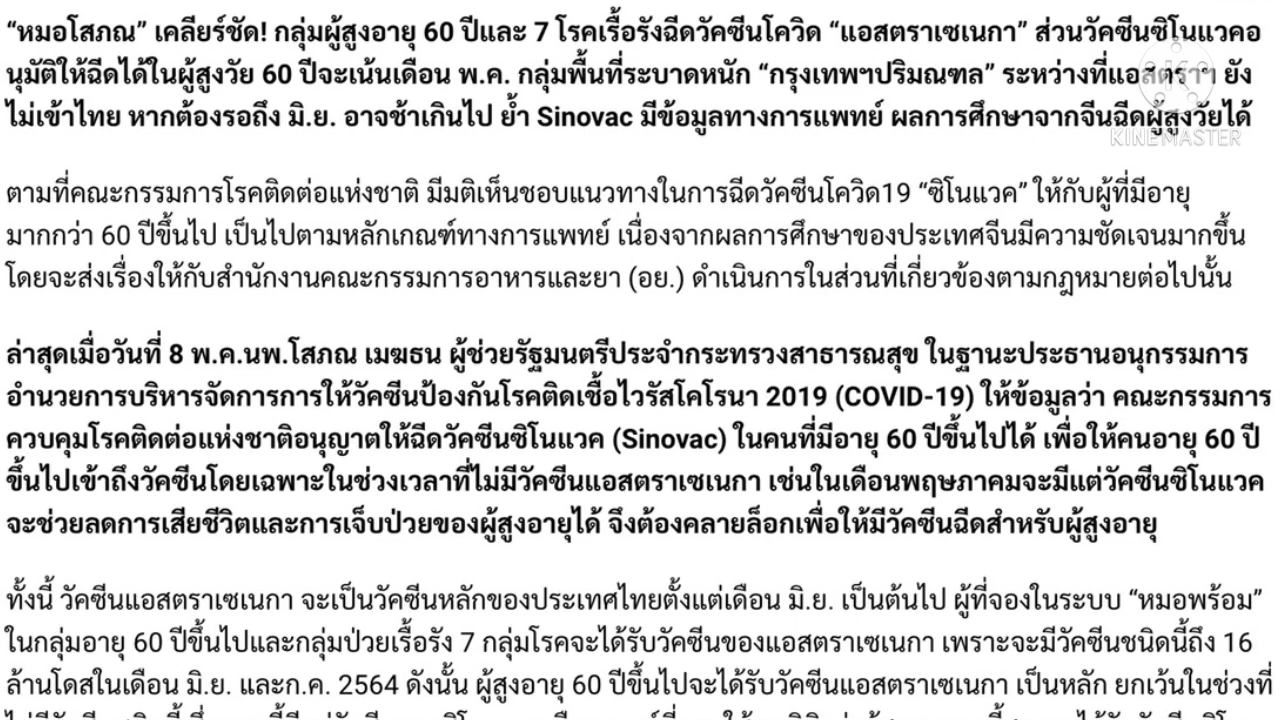 “หมอโสภณ” เคลียร์ชัด! กลุ่มผู้สูงอายุ 60 ปีและ 7 โรคเรื้อรังฉีดวัคซีนโควิด “แอสตราเซเนกา” ส่วนวัคซีนซิโนแวคอ
นุมัติให้ฉีดได้ในผู้สูงวัย 60 ปีจะเน้นเดือน พ.ค. กลุ่มพื้นที่ระบาดหนัก “กรุงเทพฯปริมณฑล” ระหว่างที่แอสตราฯ ยัง
ไม่เข้าไทย หากต้องรอถึง มิ.ย. อาจช้าเกินไป ย้ำ Sinovac มีข้อมูลทางการแพทย์ ผลการศึกษาจากจีนฉีดผู้สูงวัยได้
KINEMASTER
ตามที่คณะกรรมการโรคติดต่อแห่งชาติ มีมติเห็นชอบแนวทางในการฉีดวัคซีนโควิด19 “ซิโนแวค” ให้กับผู้ที่มีอายุ
มากกว่า 60 ปีขึ้นไป เป็นไปตามหลักเกณฑ์ทางการแพทย์ เนื่องจากผลการศึกษาของประเทศจีนมีความชัดเจนมากขึ้น
โดยจะส่งเรื่องให้กับสำนักงานคณะกรรมการอาหารและยา (อย.) ดำเนินการในส่วนที่เกี่ยวข้องตามกฎหมายต่อไปนั้น
ล่าสุดเมื่อวันที่ 8 พ.ค.นพ.โสภณ เมฆธน ผู้ช่วยรัฐมนตรีประจำกระทรวงสาธารณสุข ในฐานะประธานอนุกรรมการ
อำนวยการบริหารจัดการการให้วัคซีนป้องกันโรคติดเชื้อไวรัสโคโรนา 2019 (COVID-19) ให้ข้อมูลว่า คณะกรรมการ
ควบคุมโรคติดต่อแห่งชาติอนุญาตให้ฉีดวัคซีนซิโนแวค (Sinovac) ในคนที่มีอายุ 60 ปีขึ้นไปได้ เพื่อให้คนอายุ 60 ปี
ขึ้นไปเข้าถึงวัคซีนโดยเฉพาะในช่วงเวลาที่ไม่มีวัคซีนแอสตราเซเนกา เช่นในเดือนพฤษภาคมจะมีแต่วัคซีนซิโนแวค
จะช่วยลดการเสียชีวิตและการเจ็บป่วยของผู้สูงอายุได้ จึงต้องคลายล็อกเพื่อให้มีวัคซีนฉีดสำหรับผู้สูงอายุ
ทั้งนี้ วัคซีนแอสตราเซเนกา จะเป็นวัคซีนหลักของประเทศไทยตั้งแต่เดือน มิ.ย. เป็นต้นไป ผู้ที่จองในระบบ “หมอพร้อม”
ในกลุ่มอายุ 60 ปีขึ้นไปและกลุ่มป่วยเรื้อรัง 7 กลุ่มโรคจะได้รับวัคซีนของแอสตราเซเนกา เพราะจะมีวัคซีนชนิดนี้ถึง 16
ล้านโดสในเดือน มิ.ย. และก.ค. 2564 ดังนั้น ผู้สูงอายุ 60 ปีขึ้นไปจะได้รับวัคซีนแอสตราเซเนกา เป็นหลัก ยกเว้นในช่วงที่